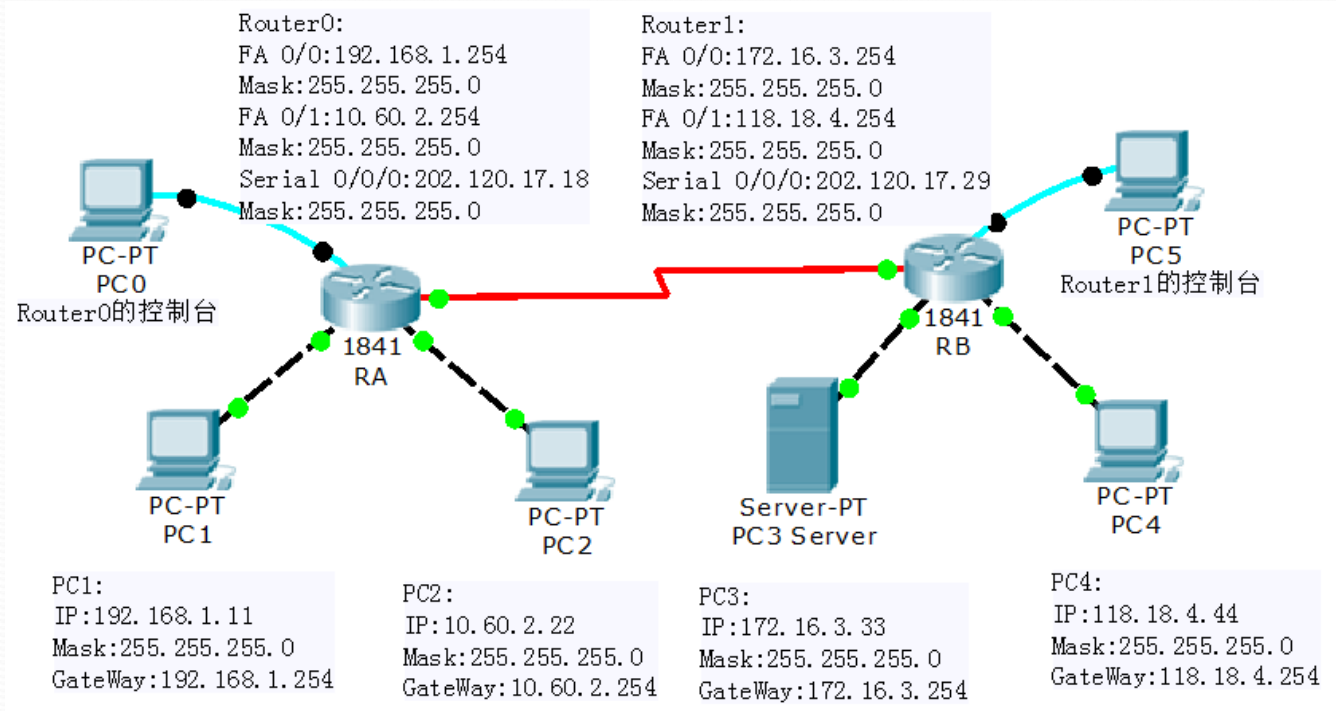 Router0:
FA 0/0:192.168.1.254
Mask:255.255.255.0
FA 0/1:10.60.2.254
Mask:255.255.255.0
Serial 0/0/0:202.120.17.18
Mask:255.255.255.0
Router1:
FA 0/0:172.16.3.254
Mask:255.255.255.0
FA 0/1:118.18.4.254
Mask:255.255.255.0
Serial 0/0/0:202.120.17.29
Mask:255.255.255.0
PC-PT
PC0
Router0的控制台
1841
RA
1841
RB
PC-PT
PC5
Router1的控制台
PC-PT
PC1
PC-PT
PC2
Server-PT
PC3 Server
PC-PT
PC4
PC1:
IP:192.168.1.11
Mask:255.255.255.0
GateWay:192.168.1.254
PC2:
IP:10.60.2.22
Mask:255.255.255.0
GateWay:10.60.2.254
PC3:
IP:172.16.3.33
Mask:255.255.255.0
GateWay:172.16.3.254
PC4:
IP:118.18.4.44
Mask:255.255.255.0
GateWay:118.18.4.254